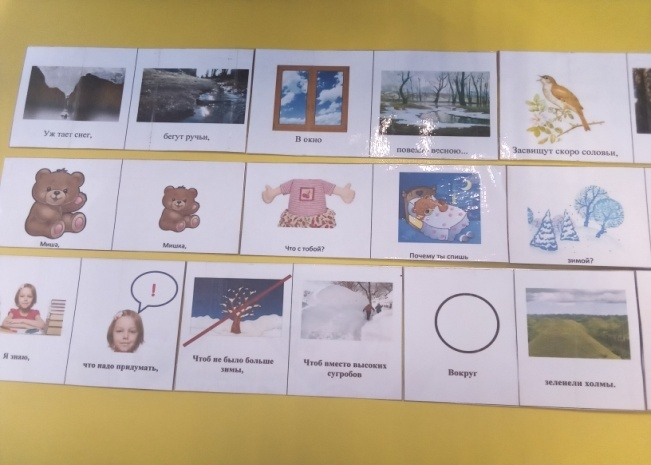 Уж тает снег,
бегут ручьи,
В окно
повеяло весною...
Засвищут скоро соловьи,
Миша,
Мишка,
Что с тобой?
Почему ты спишь
зимой?
!
Я знаю,
что надо придумать,
Чтоб не было больше
зимы,
Чтоб вместо высоких
сугробов
Вокруг
зеленели холмы.